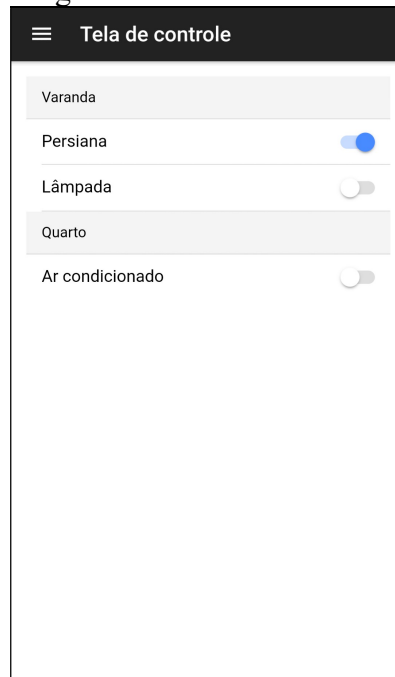 Tela de controle
Varanda
Persiana
Lâmpada
Quarto
Ar condicionado